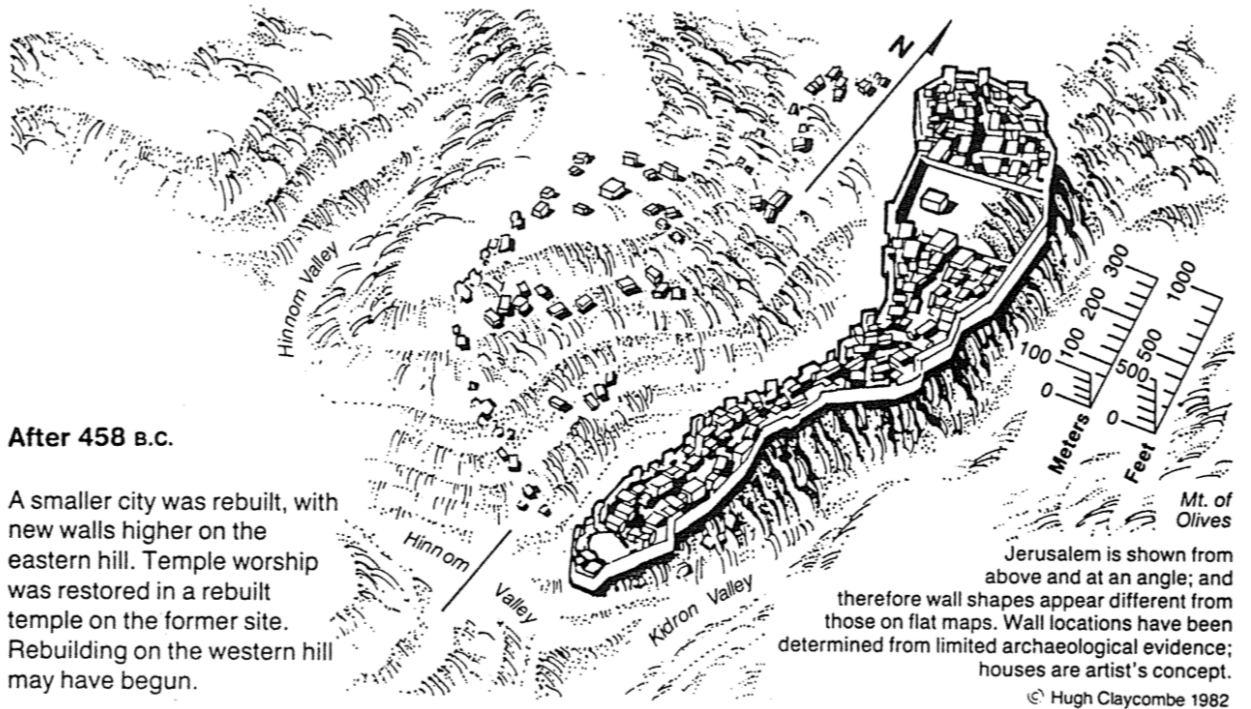 N
Hinnom Valley
300
1000
200
100
100
500
500
0
0
Meters
Feet
After 458 B.C.
A smaller city was rebuilt, with
new walls higher on the
eastern hill. Temple worship
was restored in a rebuilt
temple on the former site.
Rebuilding on the western hill
may have begun.
Hinnom
Valley
Kidron Valley
Mt. of
Olives
Jerusalem is shown from
above and at an angle; and
therefore wall shapes appear different from
those on flat maps. Wall locations have been
determined from limited archaeological evidence;
houses are artist's concept.
© Hugh Claycombe 1982